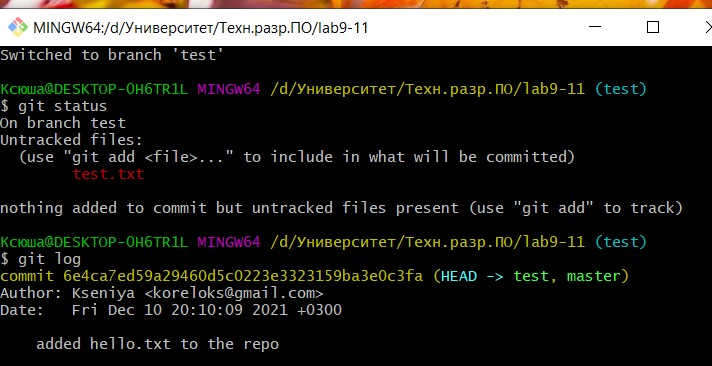 MINGW64:/d/Университет/Техн.разр.ПО/lab9-11
Switched to branch 'test'
Ксюша@DESKTOP-OH6TR1L MINGW64 /d/Университет/Техн.разр.ПО/lab9-11 (test)
$ git status
On branch test
Untracked files:
  (use "git add <file>..." to include in what will be committed)
        test.txt
nothing added to commit but untracked files present (use "git add" to track)
Ксюша@DESKTOP-OH6TR1L MINGW64 /d/Университет/Техн.разр.ПО/lab9-11 (test)
$ git log
commit 6e4ca7ed59a29460d5c0223e3323159ba3e0c3fa (HEAD -> test, master)
Author: Kseniya <koreloks@gmail.com>
Date:   Fri Dec 10 20:10:09 2021 +0300
    added hello.txt to the repo